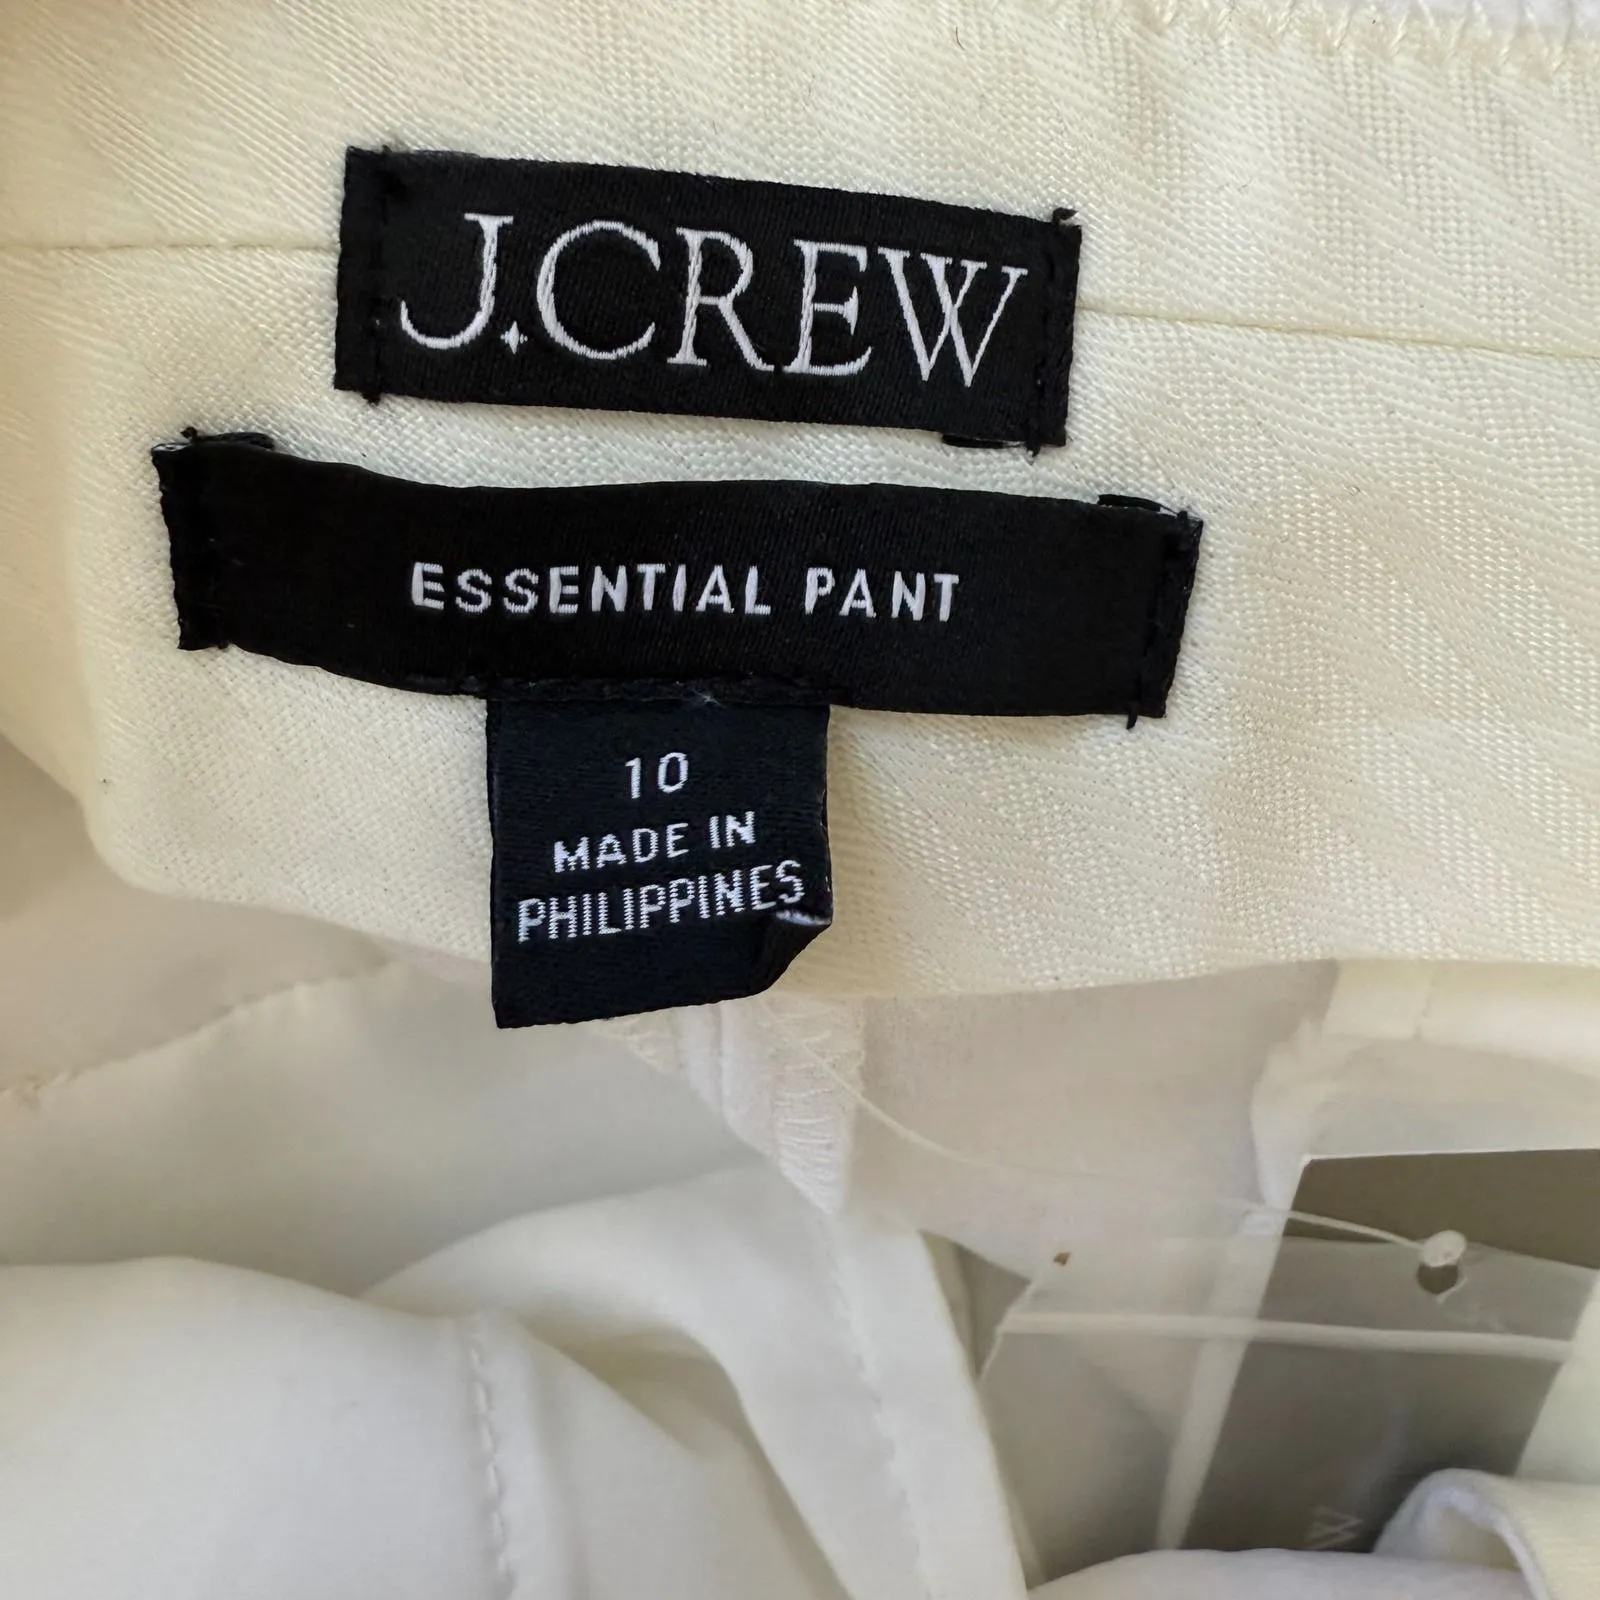 J.CREW
ESSENTIAL PANT
10
MADE IN
PHILIPPINES
W